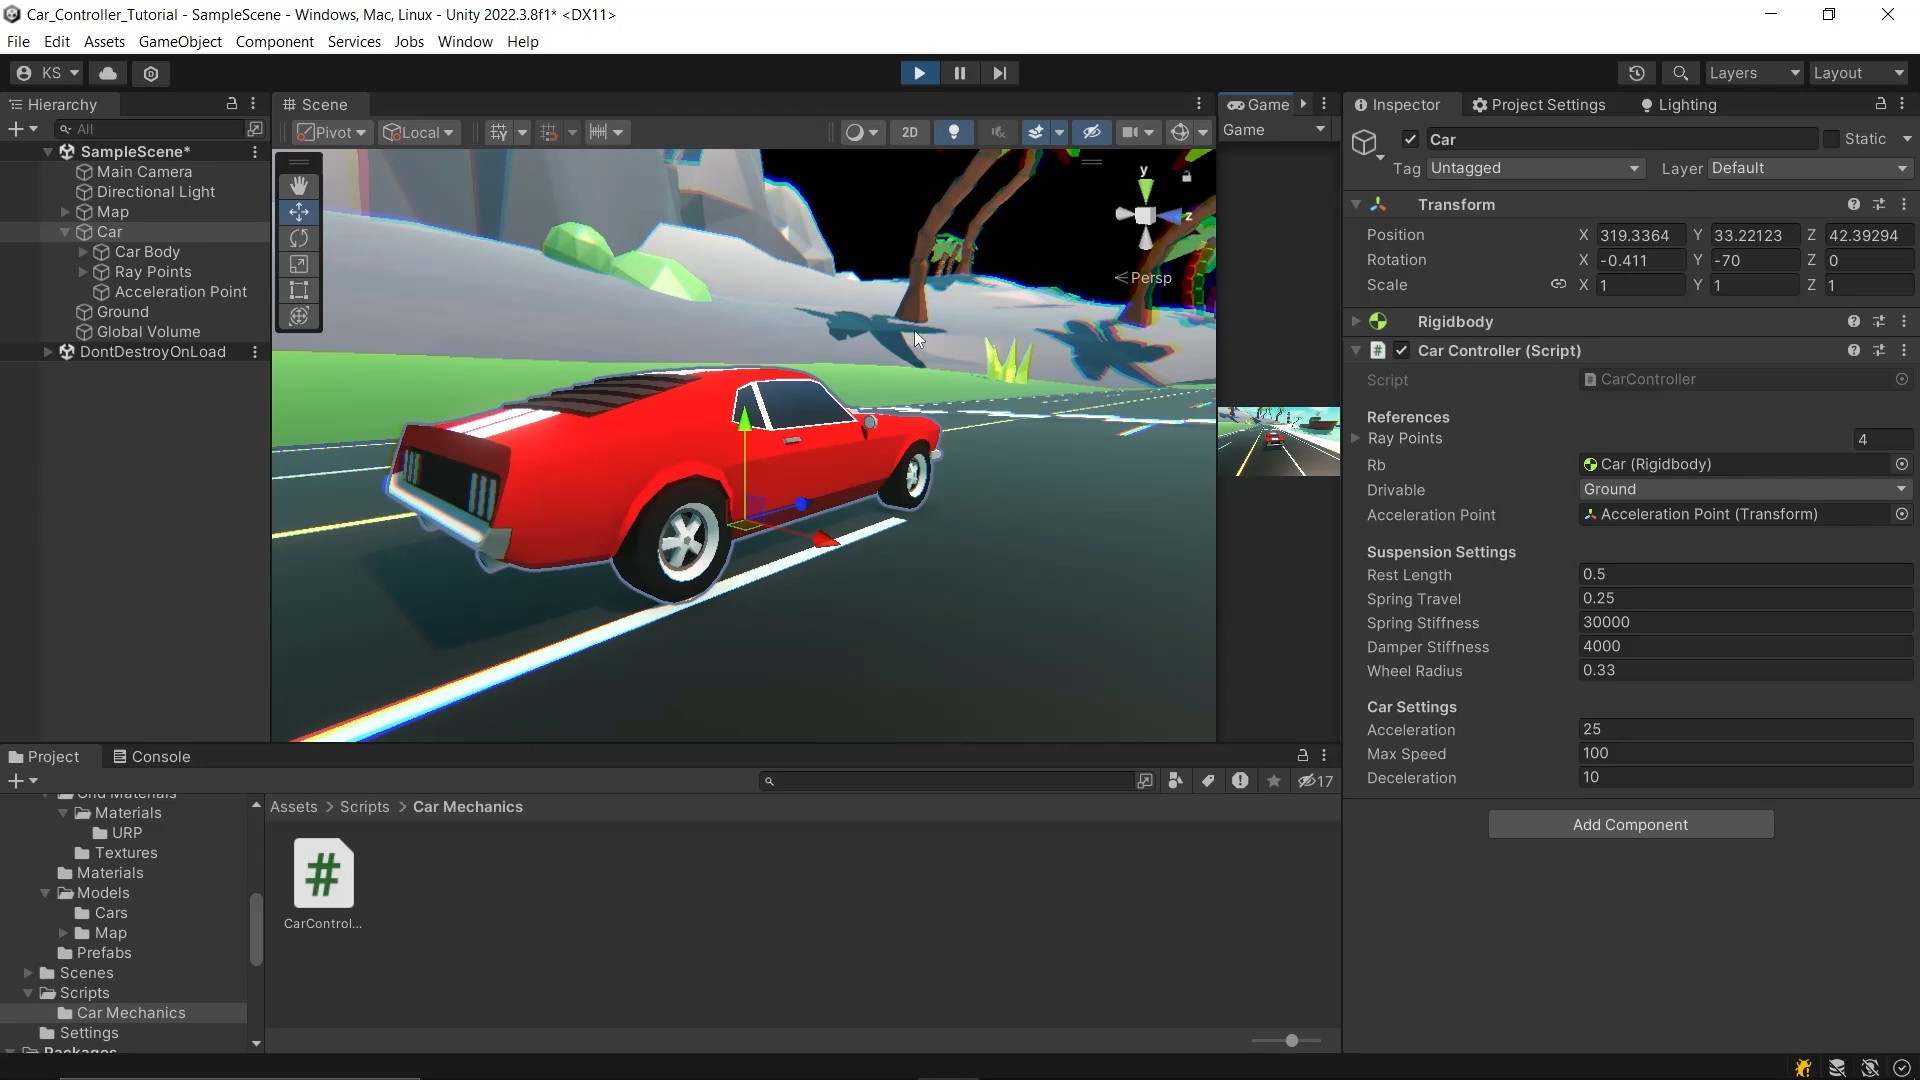 Car_Controller_Tutorial - SampleScene - Windows, Mac, Linux - Unity 2022.3.8f1* <DX11>
File Edit Assets GameObject Component Services Jobs Window Help
KS
Layers
Layout
Hierarchy
All
SampleScene*
Main Camera
Directional Light
Map
Car
Car Body
Ray Points
Acceleration Point
Ground
Global Volume
DontDestroyOnLoad
Scene
Pivot
Local
2D
y
z
Persp
Game
Game
Inspector
Project Settings
Lighting
Car
Static
Tag Untagged
Layer Default
Transform
Position X 319.3364 Y 33.22123 Z 42.39294
Rotation X -0.411 Y -70 Z 0
Scale X 1 Y 1 Z 1
Rigidbody
Car Controller (Script)
Script CarController
References
Ray Points 4
Rb Car (Rigidbody)
Drivable Ground
Acceleration Point Acceleration Point (Transform)
Suspension Settings
Rest Length 0.5
Spring Travel 0.25
Spring Stiffness 30000
Damper Stiffness 4000
Wheel Radius 0.33
Car Settings
Acceleration 25
Max Speed 100
Deceleration 10
Add Component
Project
Console
17
Materials
URP
Textures
Materials
Models
Cars
Map
Prefabs
Scenes
Scripts
Car Mechanics
Settings
Assets > Scripts > Car Mechanics
CarControl...